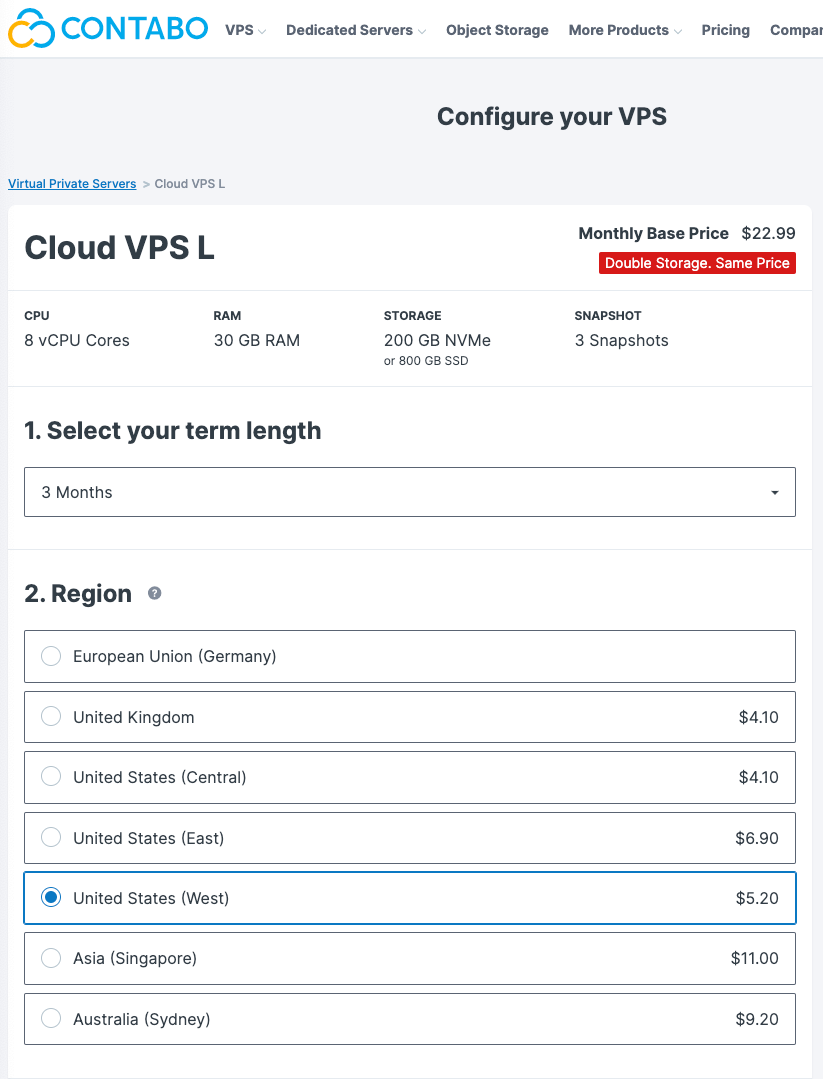 CONTABO VPS Dedicated Servers Object Storage More Products Pricing Compar
Configure your VPS
Virtual Private Servers > Cloud VPS L
Cloud VPS L
Monthly Base Price $22.99
Double Storage. Same Price
CPU RAM STORAGE SNAPSHOT
8 vCPU Cores 30 GB RAM 200 GB NVMe 3 Snapshots
or 800 GB SSD
1. Select your term length
3 Months
2. Region ?
European Union (Germany)
United Kingdom $4.10
United States (Central) $4.10
United States (East) $6.90
United States (West) $5.20
Asia (Singapore) $11.00
Australia (Sydney) $9.20